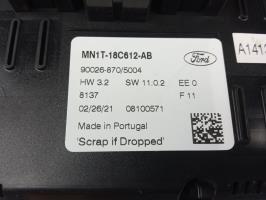 MN1T-18C612-AB
Ford
90026-870/5004
HW 3.2 SW 11.0.2 EE 0
8137 F 11
02/26/21 08100571
Made in Portugal
'Scrap if Dropped'